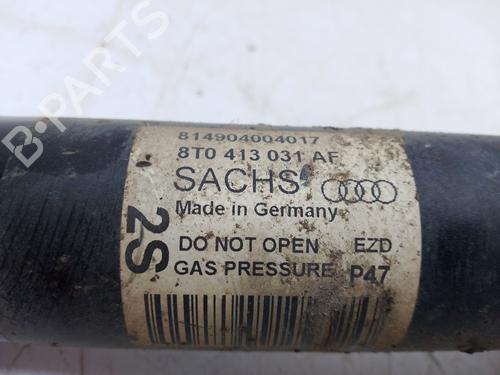 814904004017
8T0 413 031 AF
SACHS
Made in Germany
2S
DO NOT OPEN EZD
GAS PRESSURE P47
B-PARTS